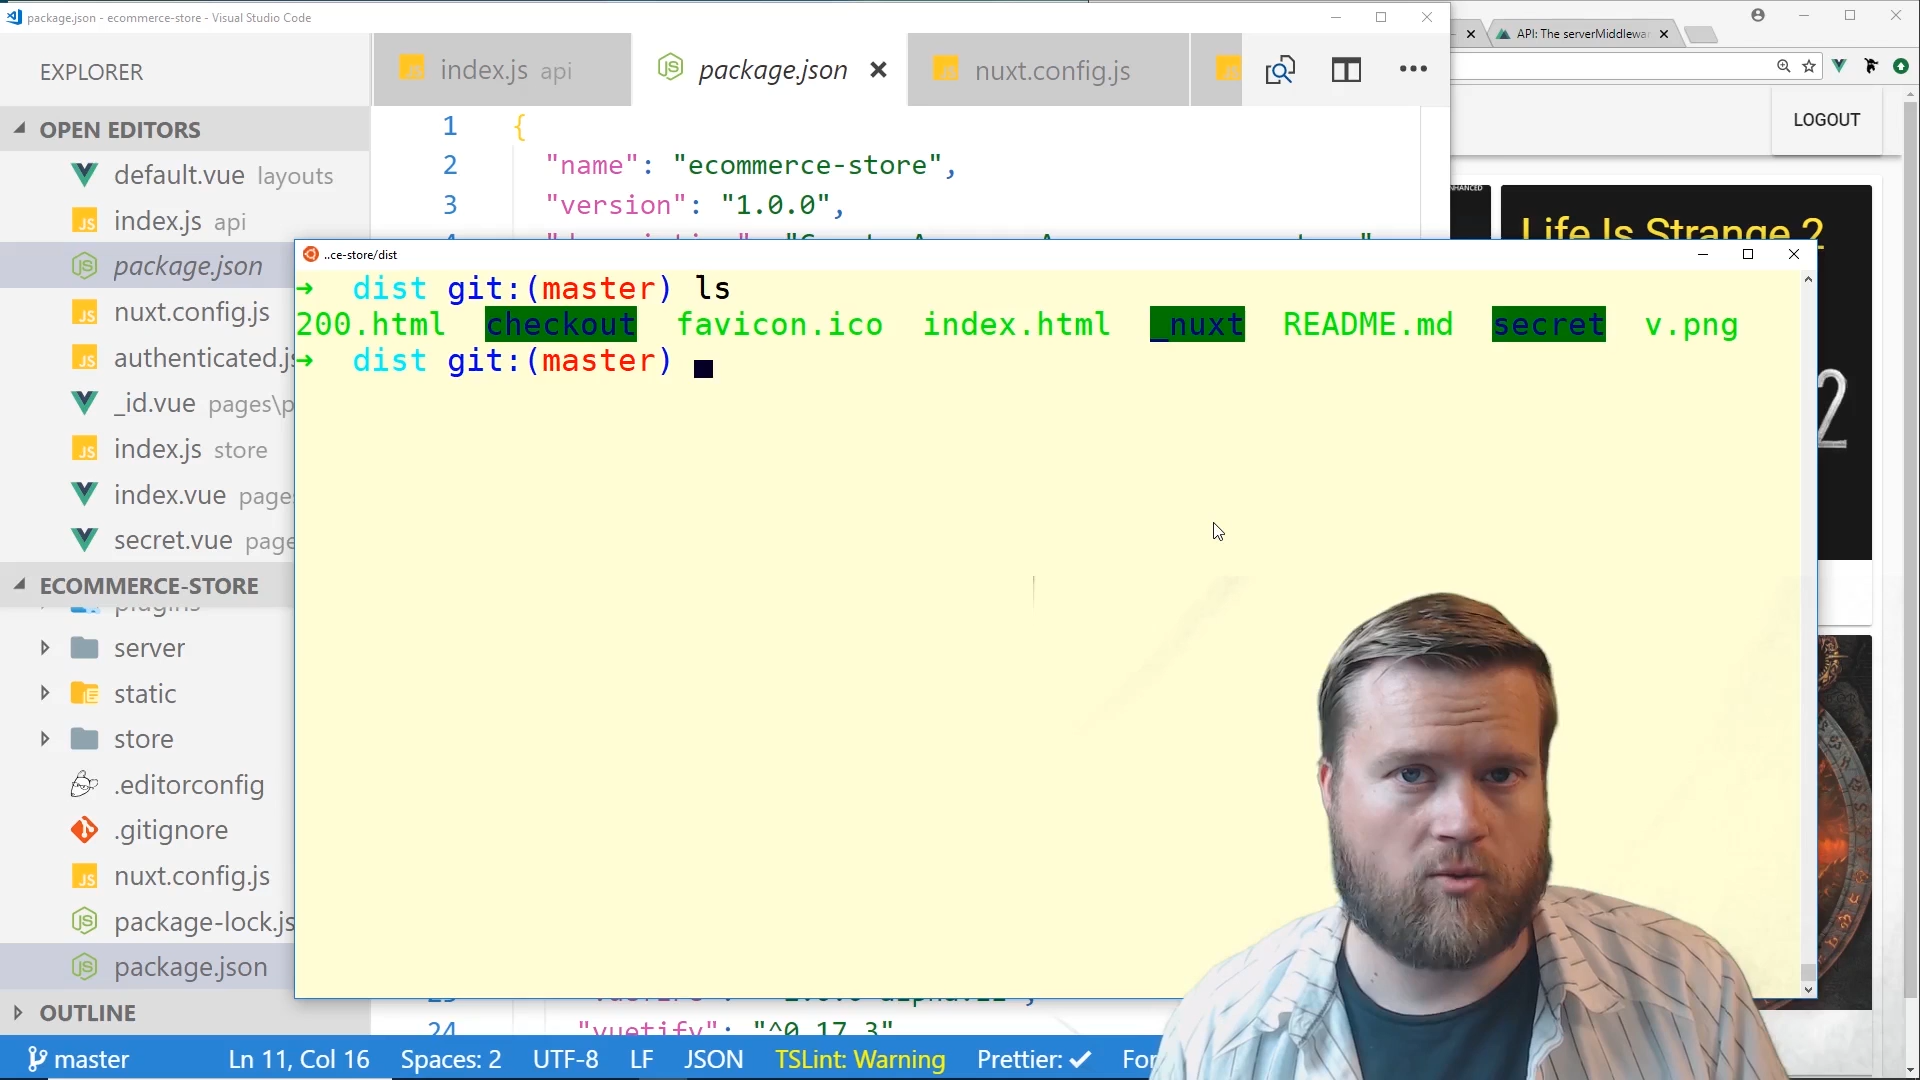 package.json - ecommerce-store - Visual Studio Code
API: The serverMiddlewar
EXPLORER
index.js api
package.json
nuxt.config.js
LOGOUT
OPEN EDITORS
default.vue layouts
index.js api
package.json
nuxt.config.js
authenticated.js
_id.vue pages\p
index.js store
index.vue pages
secret.vue page
1 {
2 "name": "ecommerce-store",
3 "version": "1.0.0",
Life Is Strange 2
..ce-store/dist
➜ dist git:(master) ls
200.html checkout favicon.ico index.html _nuxt README.md secret v.png
➜ dist git:(master)
ECOMMERCE-STORE
plugins
server
static
store
.editorconfig
.gitignore
nuxt.config.js
package-lock.js
package.json
OUTLINE
24 "vuetify": "^0.17.3"
master Ln 11, Col 16 Spaces: 2 UTF-8 LF JSON TSLint: Warning Prettier: ✓ For